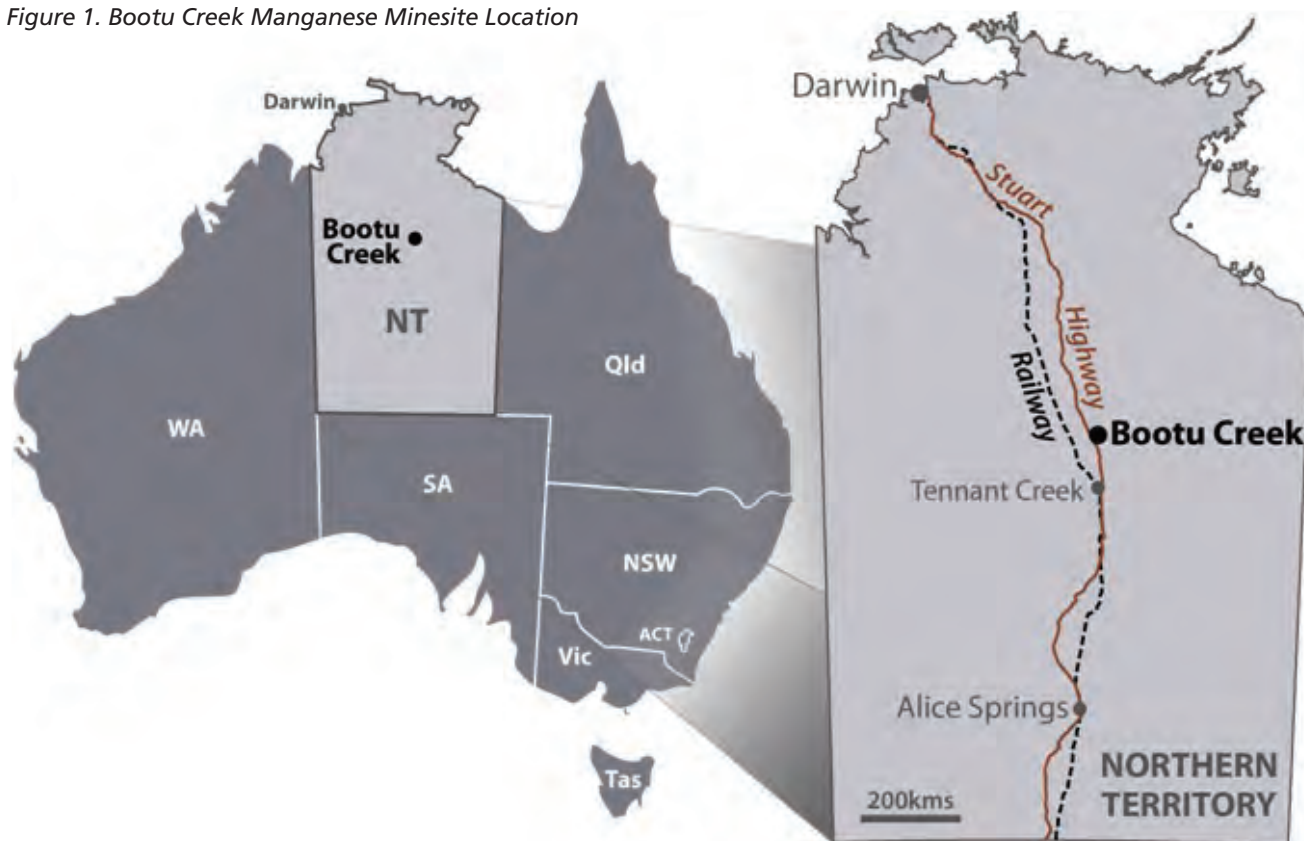 Figure 1. Bootu Creek Manganese Minesite Location
Darwin
Bootu
Creek
NT
WA
Qld
SA
NSW
ACT
Vic
Tas
Darwin
Stuart
Highway
Railway
Bootu Creek
Tennant Creek
Alice Springs
NORTHERN
TERRITORY
200kms